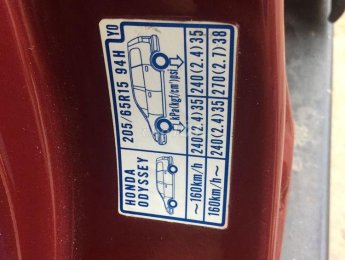 HONDA
ODYSSEY
205/65R15 94H 3Y0
kPa(kgf/cm²)psi
~160km/h 240(2.4)35 240(2.4)35
160km/h~ 240(2.4)35 270(2.7)38